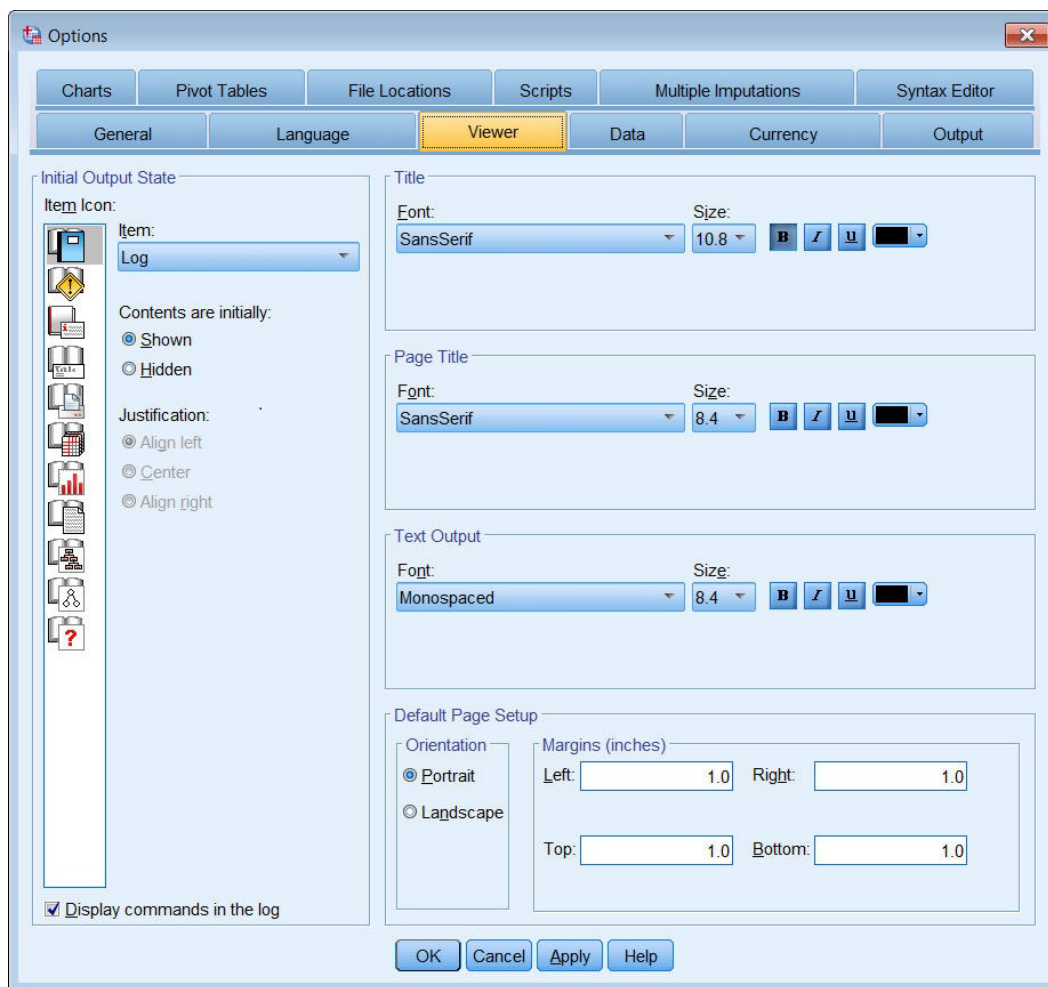 Options
Charts
Pivot Tables
File Locations
Scripts
Multiple Imputations
Syntax Editor
General
Language
Viewer
Data
Currency
Output
Initial Output State
Item Icon:
Item:
Log
Contents are initially:
Shown
Hidden
Justification:
Align left
Center
Align right
Display commands in the log
Title
Font:
Size:
SansSerif
10.8
B
I
U
Page Title
Font:
Size:
SansSerif
8.4
B
I
U
Text Output
Font:
Size:
Monospaced
8.4
B
I
U
Default Page Setup
Orientation
Portrait
Landscape
Margins (inches)
Left: 1.0
Right: 1.0
Top: 1.0
Bottom: 1.0
OK
Cancel
Apply
Help